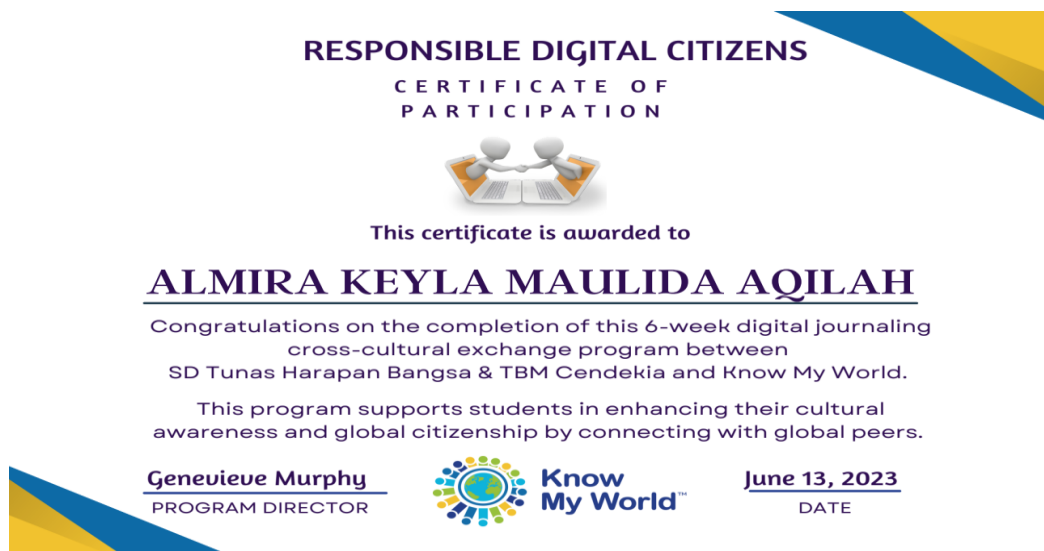 RESPONSIBLE DIGITAL CITIZENS
CERTIFICATE OF
PARTICIPATION
This certificate is awarded to
ALMIRA KEYLA MAULIDA AQILAH
Congratulations on the completion of this 6-week digital journaling
cross-cultural exchange program between
SD Tunas Harapan Bangsa & TBM Cendekia and Know My World.
This program supports students in enhancing their cultural
awareness and global citizenship by connecting with global peers.
Genevieve Murphy
PROGRAM DIRECTOR
Know
My World™
June 13, 2023
DATE